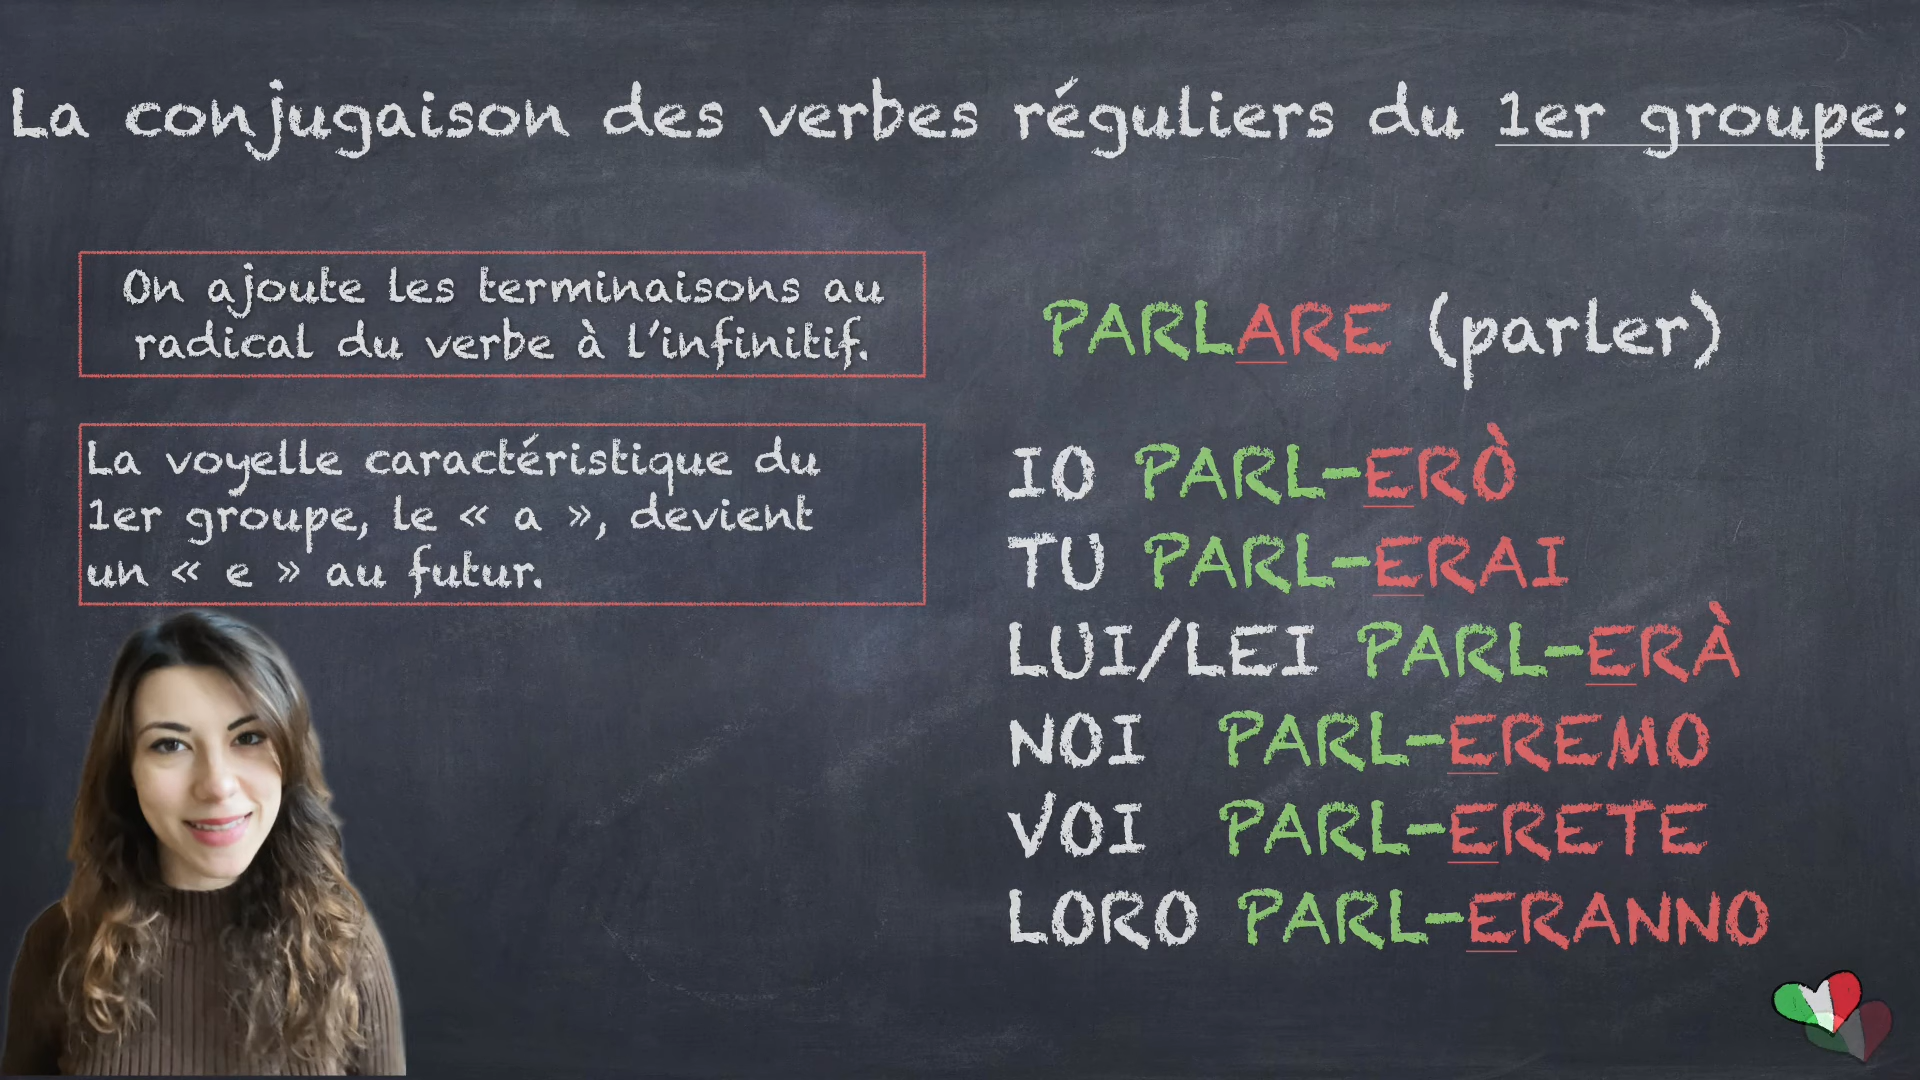 La conjugaison des verbes réguliers du 1er groupe:
On ajoute les terminaisons au
radical du verbe à l'infinitif.
La voyelle caractéristique du
1er groupe, le « a », devient
un « e » au futur.
PARLARE (parler)
IO PARL-ERÒ
TU PARL-ERAI
LUI/LEI PARL-ERÀ
NOI PARL-EREMO
VOI PARL-ERETE
LORO PARL-ERANNO